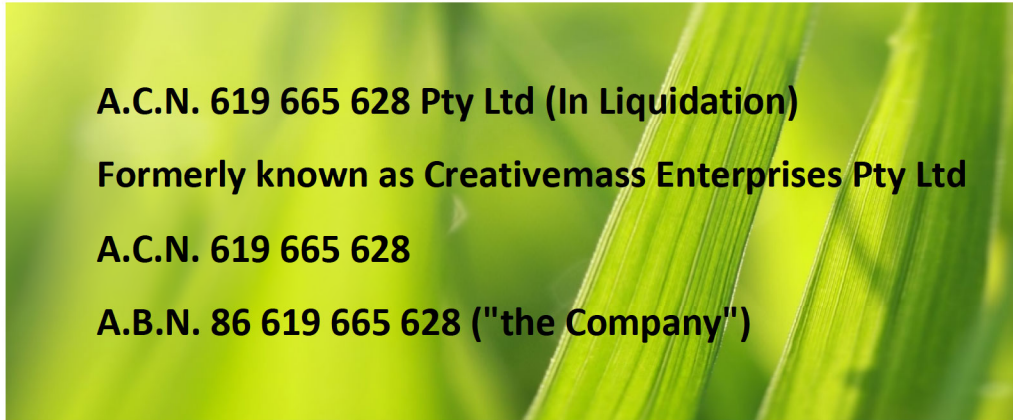 A.C.N. 619 665 628 Pty Ltd (In Liquidation)
Formerly known as Creativemass Enterprises Pty Ltd
A.C.N. 619 665 628
A.B.N. 86 619 665 628 ("the Company")